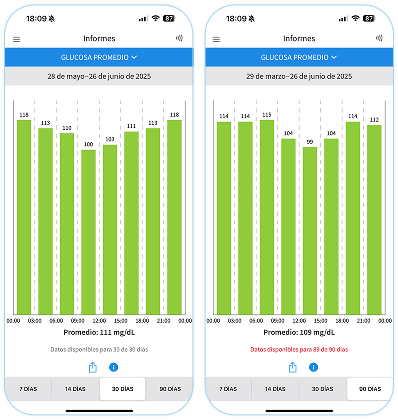 18:09
87
Informes
GLUCOSA PROMEDIO
28 de mayo–26 de junio de 2025
118
113
110
100
103
111
113
118
00:00 03:00 06:00 09:00 12:00 15:00 18:00 21:00 00:00
Promedio: 111 mg/dL
Datos disponibles para 30 de 30 días
7 DÍAS 14 DÍAS 30 DÍAS 90 DÍAS
18:09
87
Informes
GLUCOSA PROMEDIO
29 de marzo–26 de junio de 2025
114
114
115
104
99
104
114
112
00:00 03:00 06:00 09:00 12:00 15:00 18:00 21:00 00:00
Promedio: 109 mg/dL
Datos disponibles para 89 de 90 días
7 DÍAS 14 DÍAS 30 DÍAS 90 DÍAS